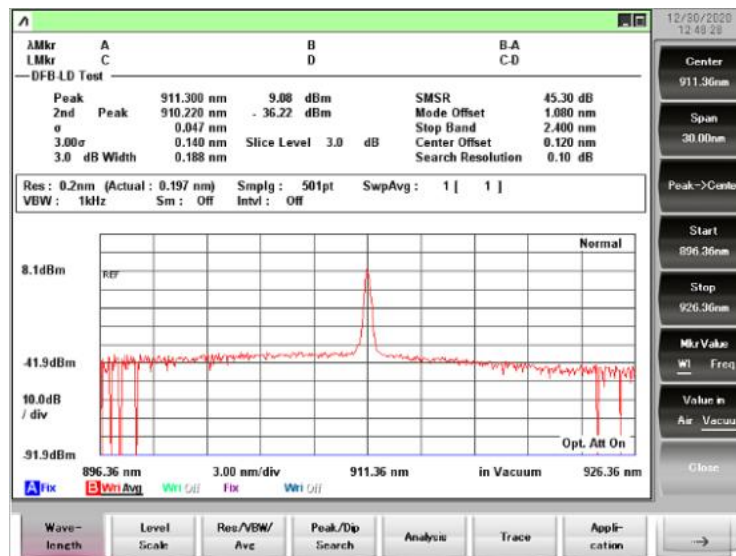 12/30/2020
12:48:28
λMkr A B B-A
LMkr C D C-D
DFB-LD Test
Peak 911.300 nm 9.08 dBm SMSR 45.30 dB
2nd Peak 910.220 nm - 36.22 dBm Mode Offset 1.080 nm
σ 0.047 nm Stop Band 2.400 nm
3.00σ 0.140 nm Slice Level 3.0 dB Center Offset 0.120 nm
3.0 dB Width 0.188 nm Search Resolution 0.10 dB
Res : 0.2nm (Actual : 0.197 nm) Smplg : 501pt SwpAvg : 1 [ 1 ]
VBW : 1kHz Sm : Off Intvl : Off
Normal
8.1dBm
REF
-41.9dBm
10.0dB
/ div
-91.9dBm
Opt. Att On
896.36 nm 3.00 nm/div 911.36 nm in Vacuum 926.36 nm
A Fix B Wri Avg Wri Off Fix Wri Off
Center
911.36nm
Span
30.00nm
Peak->Cente
Start
896.36nm
Stop
926.36nm
Mkr Value
Wl Freq
Value in
Air Vacuu
Close
Wave-
length
Level
Scale
Res/VBW/
Avg
Peak/Dip
Search
Analysis
Trace
Appli-
cation
→